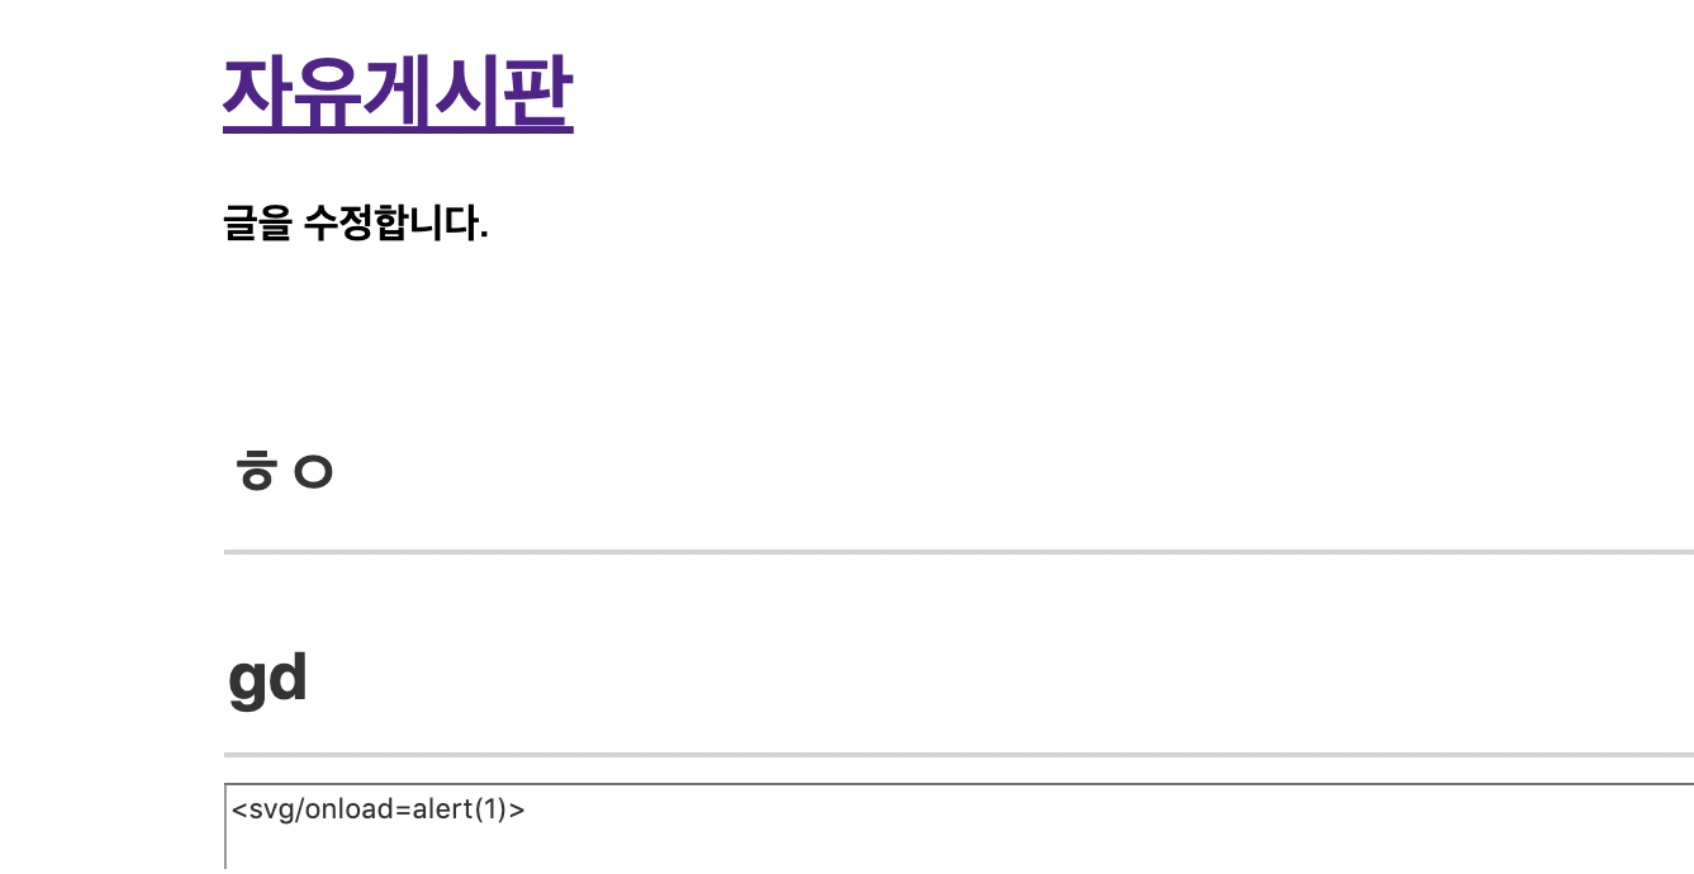 자유게시판
글을 수정합니다.
ㅎㅇ
gd
<svg/onload=alert(1)>